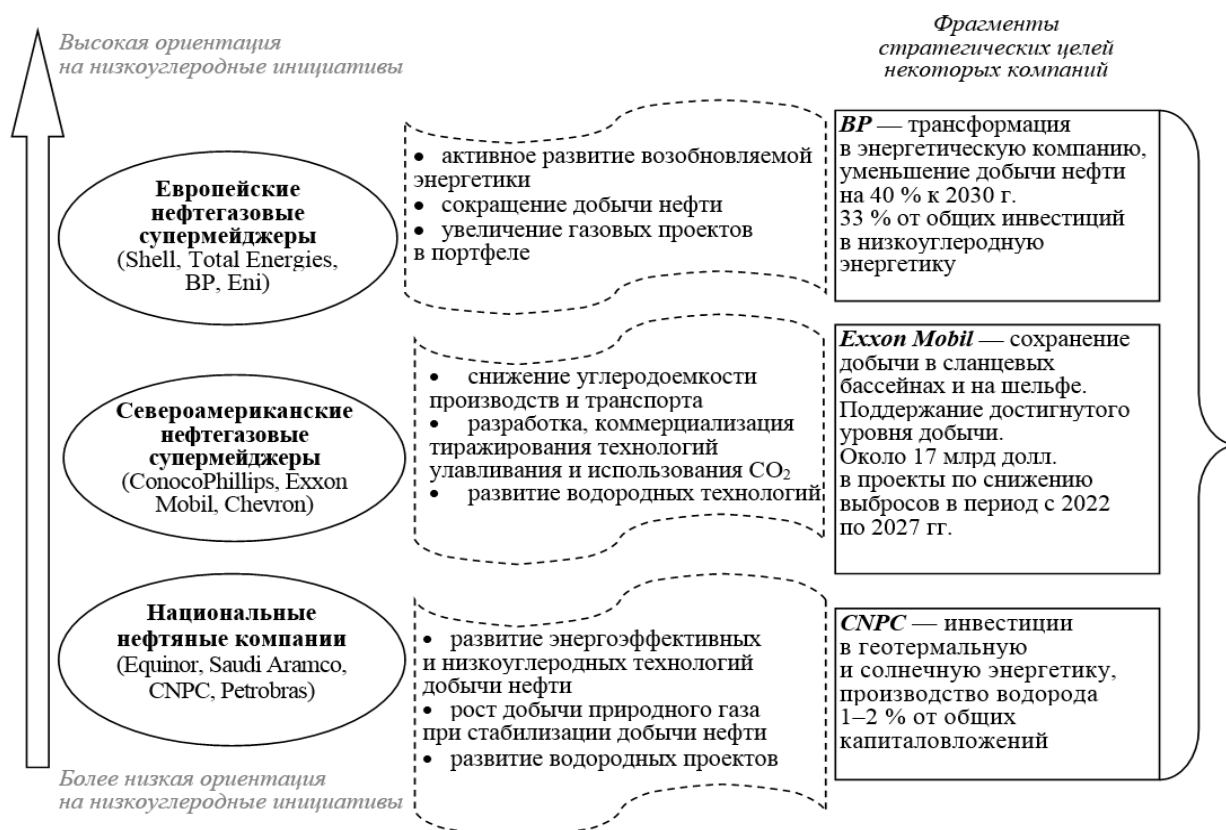 Высокая ориентация
на низкоуглеродные инициативы
Фрагменты
стратегических целей
некоторых компаний
Европейские
нефтегазовые
супермейджеры
(Shell, Total Energies,
BP, Eni)
• активное развитие возобновляемой
энергетики
• сокращение добычи нефти
• увеличение газовых проектов
в портфеле
BP — трансформация
в энергетическую компанию,
уменьшение добычи нефти
на 40 % к 2030 г.
33 % от общих инвестиций
в низкоуглеродную
энергетику
Североамериканские
нефтегазовые
супермейджеры
(ConocoPhillips, Exxon
Mobil, Chevron)
• снижение углеродоемкости
производств и транспорта
• разработка, коммерциализация
тиражирования технологий
улавливания и использования CO₂
• развитие водородных технологий
Exxon Mobil — сохранение
добычи в сланцевых
бассейнах и на шельфе.
Поддержание достигнутого
уровня добычи.
Около 17 млрд долл.
в проекты по снижению
выбросов в период с 2022
по 2027 гг.
Национальные
нефтяные компании
(Equinor, Saudi Aramco,
CNPC, Petrobras)
• развитие энергоэффективных
и низкоуглеродных технологий
добычи нефти
• рост добычи природного газа
при стабилизации добычи нефти
• развитие водородных проектов
CNPC — инвестиции
в геотермальную
и солнечную энергетику,
производство водорода
1–2 % от общих
капиталовложений
Более низкая ориентация
на низкоуглеродные инициативы